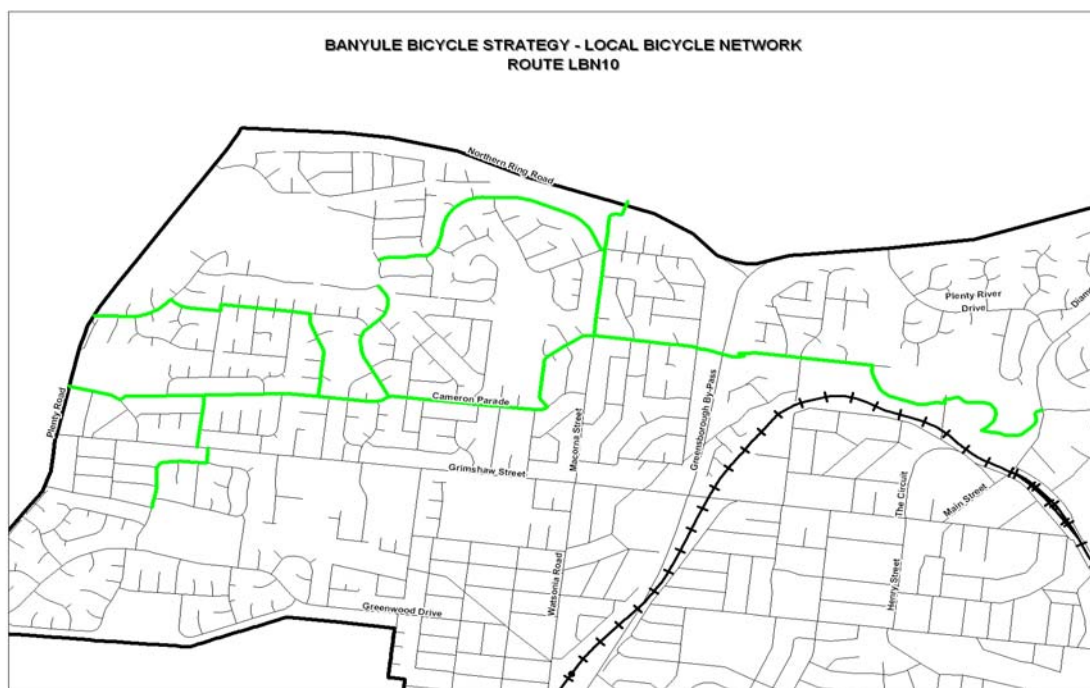 BANYULE BICYCLE STRATEGY - LOCAL BICYCLE NETWORK
ROUTE LBN10
Northern Ring Road
Plenty River
Drive
Plenty Road
Cameron Parade
Macorna Street
Greensborough By-Pass
Grimshaw Street
The Circuit
Main Street
Watsonia Road
Henry Street
Greenwood Drive